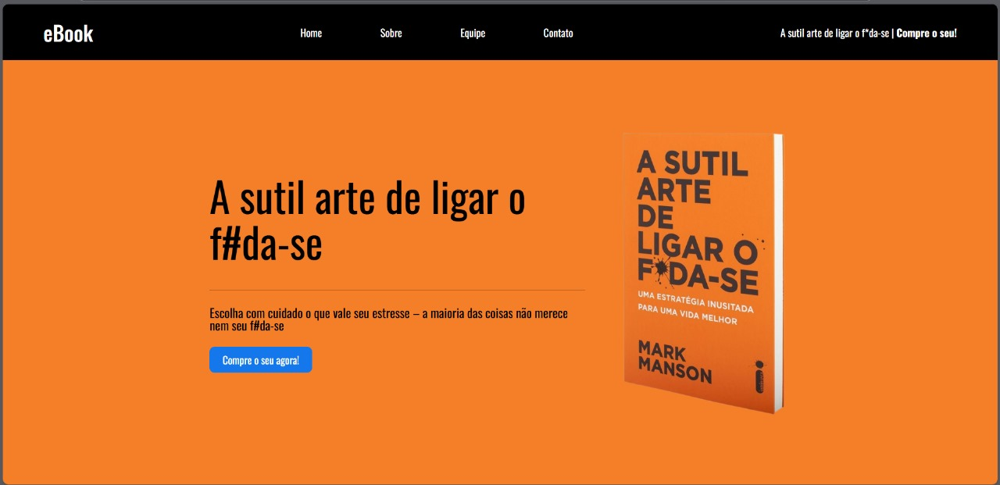 eBook
Home
Sobre
Equipe
Contato
A sutil arte de ligar o f*da-se | Compre o seu!
A sutil arte de ligar o
f#da-se
Escolha com cuidado o que vale seu estresse – a maioria das coisas não merece
nem seu f#da-se
Compre o seu agora!
A SUTIL
ARTE
DE
LIGAR O
F*DA-SE
UMA ESTRATÉGIA INUSITADA
PARA UMA VIDA MELHOR
MARK
MANSON